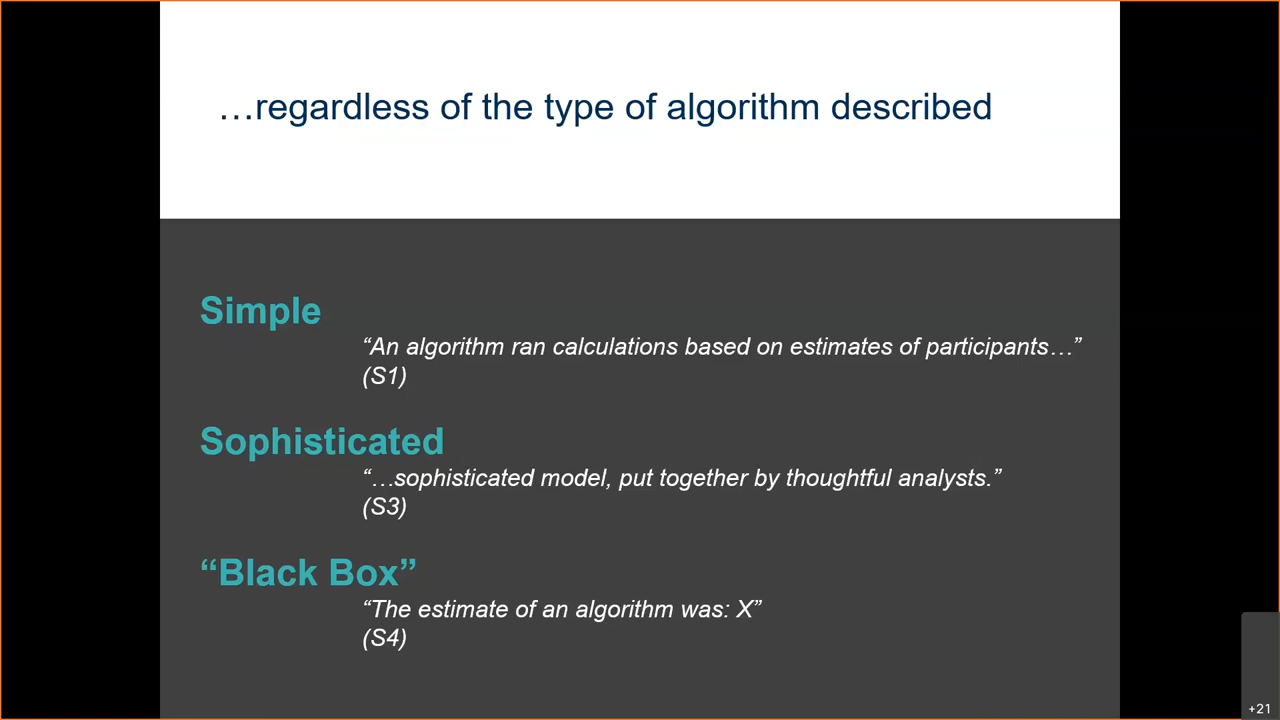 …regardless of the type of algorithm described
Simple
“An algorithm ran calculations based on estimates of participants…”
(S1)
Sophisticated
“…sophisticated model, put together by thoughtful analysts.”
(S3)
“Black Box”
“The estimate of an algorithm was: X”
(S4)
+21